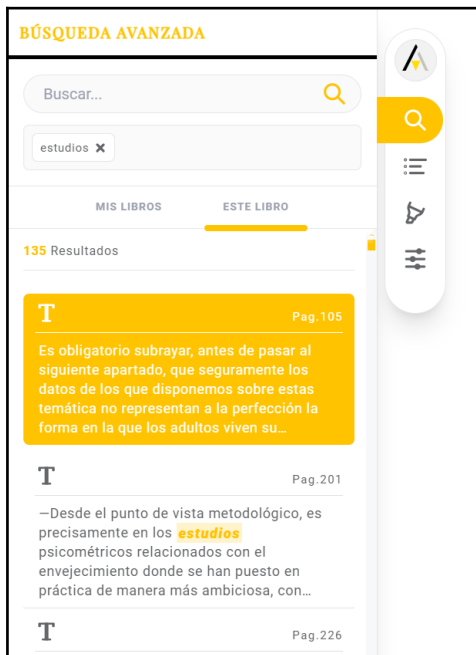 BÚSQUEDA AVANZADA
Buscar...
estudios
MIS LIBROS
ESTE LIBRO
135 Resultados
T
Pag.105
Es obligatorio subrayar, antes de pasar al
siguiente apartado, que seguramente los
datos de los que disponemos sobre estas
temática no representan a la perfección la
forma en la que los adultos viven su...
T
Pag.201
—Desde el punto de vista metodológico, es
precisamente en los estudios
psicométricos relacionados con el
envejecimiento donde se han puesto en
práctica de manera más ambiciosa, con...
T
Pag.226